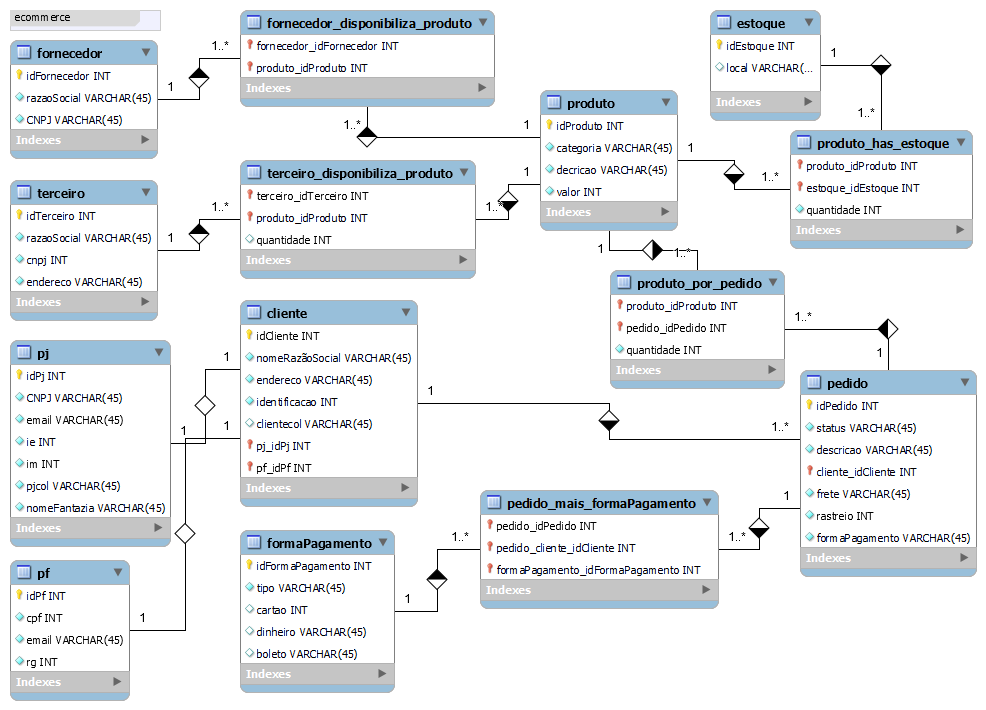 ecommerce
fornecedor
idFornecedor INT
razaoSocial VARCHAR(45)
CNPJ VARCHAR(45)
Indexes
1
1..*
fornecedor_disponibiliza_produto
fornecedor_idFornecedor INT
produto_idProduto INT
Indexes
1..*
1
estoque
idEstoque INT
local VARCHAR(...
Indexes
1
1..*
produto
idProduto INT
categoria VARCHAR(45)
decricao VARCHAR(45)
valor INT
Indexes
1
1..*
produto_has_estoque
produto_idProduto INT
estoque_idEstoque INT
quantidade INT
Indexes
terceiro
idTerceiro INT
razaoSocial VARCHAR(45)
cnpj INT
endereco VARCHAR(45)
Indexes
1
1..*
terceiro_disponibiliza_produto
terceiro_idTerceiro INT
produto_idProduto INT
quantidade INT
Indexes
1..*
1
1
1..*
produto_por_pedido
produto_idProduto INT
pedido_idPedido INT
quantidade INT
Indexes
1..*
1
cliente
idCliente INT
nomeRazãoSocial VARCHAR(45)
endereco VARCHAR(45)
identificacao INT
clientecol VARCHAR(45)
pj_idPj INT
pf_idPf INT
Indexes
1
1
1
1..*
pj
idPj INT
CNPJ VARCHAR(45)
email VARCHAR(45)
ie INT
im INT
pjcol VARCHAR(45)
nomeFantazia VARCHAR(45)
Indexes
1
pedido
idPedido INT
status VARCHAR(45)
descricao VARCHAR(45)
cliente_idCliente INT
frete VARCHAR(45)
rastreio INT
formaPagamento VARCHAR(45)
Indexes
1
1..*
pedido_mais_formaPagamento
pedido_idPedido INT
pedido_cliente_idCliente INT
formaPagamento_idFormaPagamento INT
Indexes
1..*
1
formaPagamento
idFormaPagamento INT
tipo VARCHAR(45)
cartao INT
dinheiro VARCHAR(45)
boleto VARCHAR(45)
Indexes
pf
idPf INT
cpf INT
email VARCHAR(45)
rg INT
Indexes